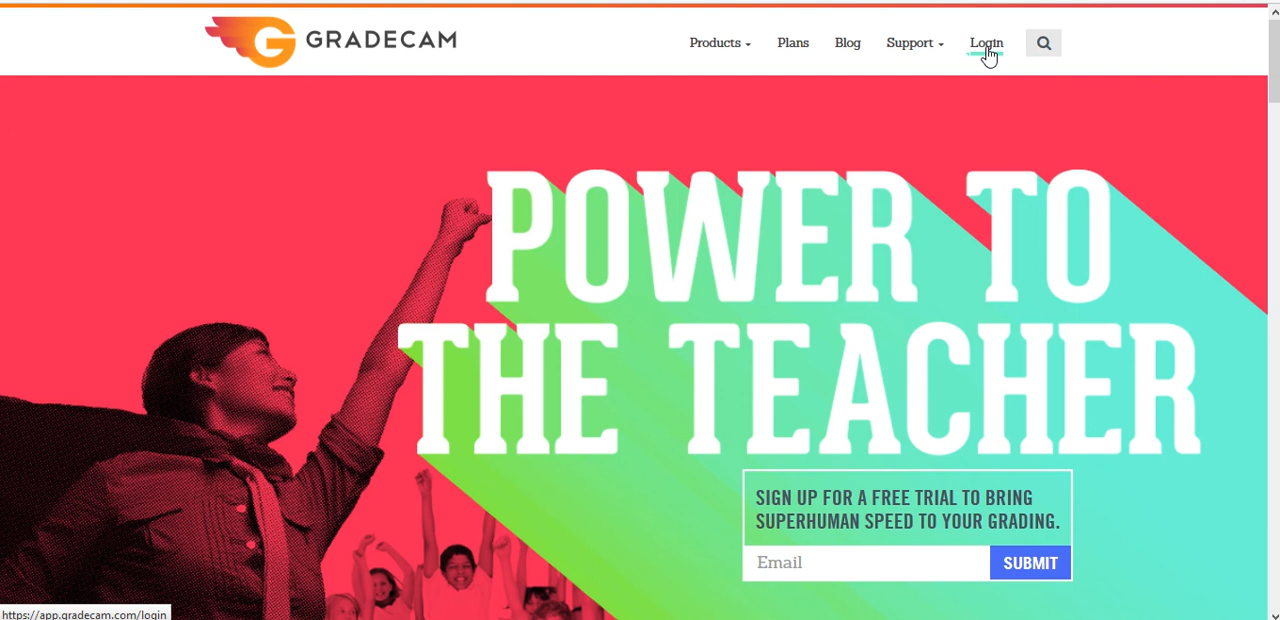 GRADECAM
Products Plans Blog Support Login
POWER TO
THE TEACHER
SIGN UP FOR A FREE TRIAL TO BRING
SUPERHUMAN SPEED TO YOUR GRADING.
Email SUBMIT
https://app.gradecam.com/login